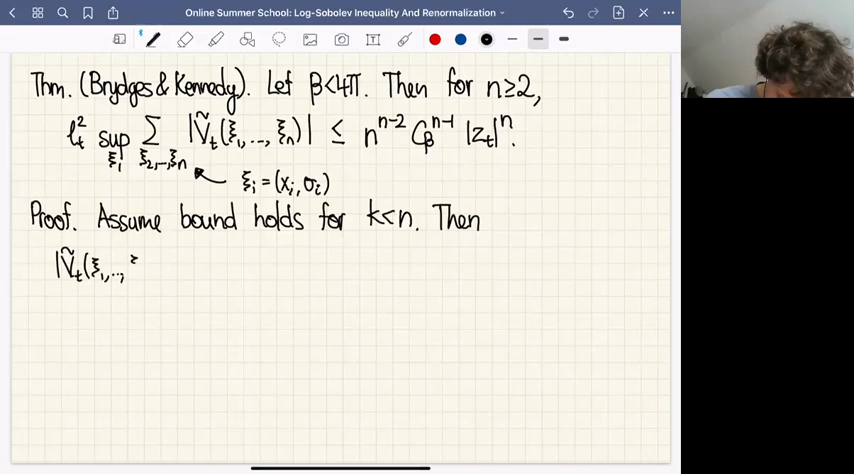 Online Summer School: Log-Sobolev Inequality And Renormalization
Thm. (Brydges & Kennedy). Let β<4π. Then for n≥2,
ℓ_t^2 sup_{ξ_1} ∑_{ξ_2,...,ξ_n} |Ṽ_t(ξ_1,...,ξ_n)| ≤ n^{n-2} C_β^{n-1} |z_t|^n.
ξ_i = (x_i, σ_i)
Proof. Assume bound holds for k<n. Then
|Ṽ_t(ξ_1,...,